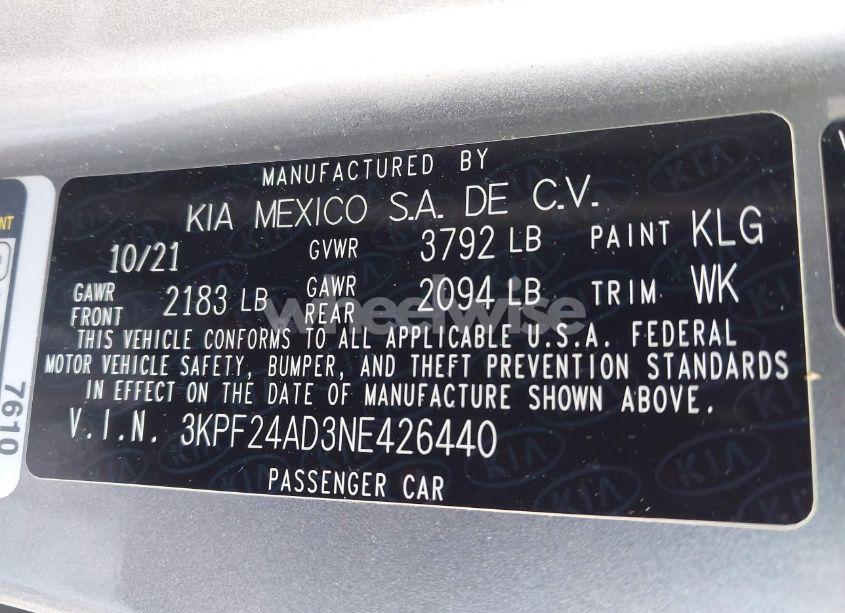 MANUFACTURED BY
KIA MEXICO S.A. DE C.V.
10/21 GVWR 3792 LB PAINT KLG
GAWR FRONT 2183 LB GAWR REAR 2094 LB TRIM WK
THIS VEHICLE CONFORMS TO ALL APPLICABLE U.S.A. FEDERAL
MOTOR VEHICLE SAFETY, BUMPER, AND THEFT PREVENTION STANDARDS
IN EFFECT ON THE DATE OF MANUFACTURE SHOWN ABOVE.
V.I.N. 3KPF24AD3NE426440
PASSENGER CAR
wheelwise
7610